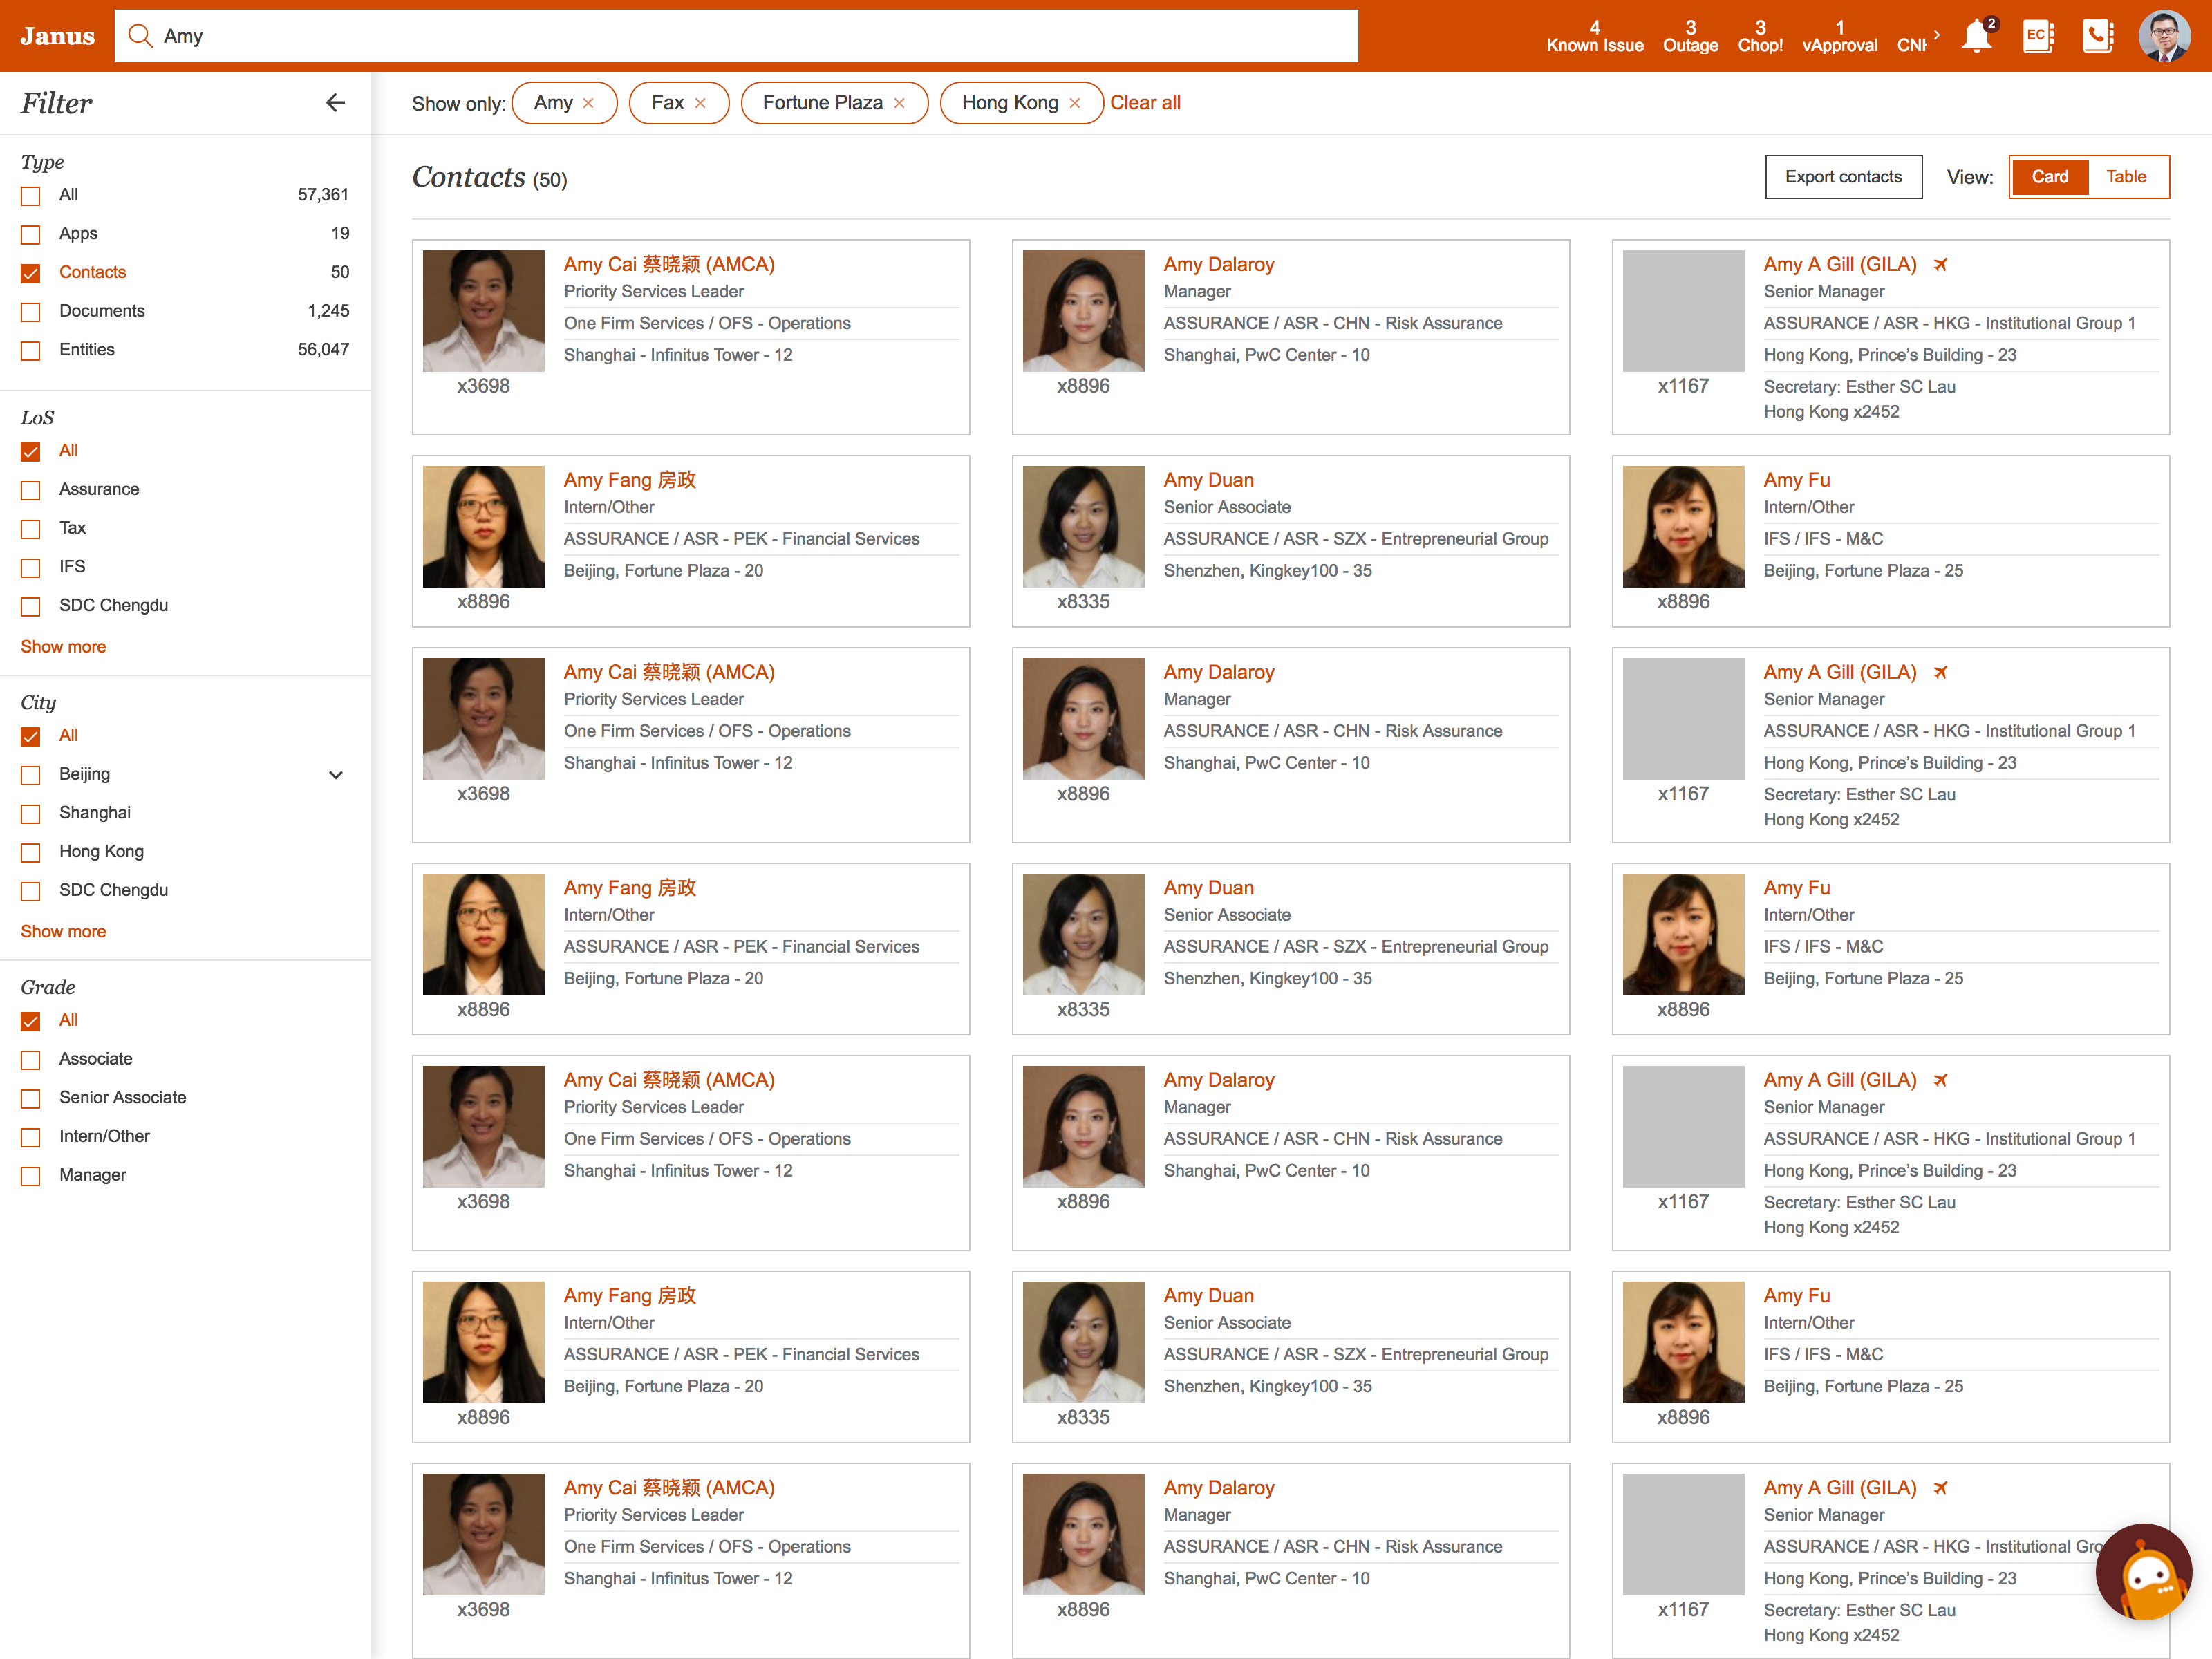 Janus
Amy
4
Known Issue
3
Outage
3
Chop!
1
vApproval
2
EC
Filter
Show only:
Amy
Fax
Fortune Plaza
Hong Kong
Clear all
Type
All 57,361
Apps 19
Contacts 50
Documents 1,245
Entities 56,047
LoS
All
Assurance
Tax
IFS
SDC Chengdu
Show more
City
All
Beijing
Shanghai
Hong Kong
SDC Chengdu
Show more
Grade
All
Associate
Senior Associate
Intern/Other
Manager
Contacts (50)
Export contacts
View:
Card
Table
Amy Cai 蔡晓颖 (AMCA)
Priority Services Leader
One Firm Services / OFS - Operations
Shanghai - Infinitus Tower - 12
x3698
Amy Dalaroy
Manager
ASSURANCE / ASR - CHN - Risk Assurance
Shanghai, PwC Center - 10
x8896
Amy A Gill (GILA)
Senior Manager
ASSURANCE / ASR - HKG - Institutional Group 1
Hong Kong, Prince’s Building - 23
x1167
Secretary: Esther SC Lau
Hong Kong x2452
Amy Fang 房政
Intern/Other
ASSURANCE / ASR - PEK - Financial Services
Beijing, Fortune Plaza - 20
x8896
Amy Duan
Senior Associate
ASSURANCE / ASR - SZX - Entrepreneurial Group
Shenzhen, Kingkey100 - 35
x8335
Amy Fu
Intern/Other
IFS / IFS - M&C
Beijing, Fortune Plaza - 25
x8896
Amy Cai 蔡晓颖 (AMCA)
Priority Services Leader
One Firm Services / OFS - Operations
Shanghai - Infinitus Tower - 12
x3698
Amy Dalaroy
Manager
ASSURANCE / ASR - CHN - Risk Assurance
Shanghai, PwC Center - 10
x8896
Amy A Gill (GILA)
Senior Manager
ASSURANCE / ASR - HKG - Institutional Group 1
Hong Kong, Prince’s Building - 23
x1167
Secretary: Esther SC Lau
Hong Kong x2452
Amy Fang 房政
Intern/Other
ASSURANCE / ASR - PEK - Financial Services
Beijing, Fortune Plaza - 20
x8896
Amy Duan
Senior Associate
ASSURANCE / ASR - SZX - Entrepreneurial Group
Shenzhen, Kingkey100 - 35
x8335
Amy Fu
Intern/Other
IFS / IFS - M&C
Beijing, Fortune Plaza - 25
x8896
Amy Cai 蔡晓颖 (AMCA)
Priority Services Leader
One Firm Services / OFS - Operations
Shanghai - Infinitus Tower - 12
x3698
Amy Dalaroy
Manager
ASSURANCE / ASR - CHN - Risk Assurance
Shanghai, PwC Center - 10
x8896
Amy A Gill (GILA)
Senior Manager
ASSURANCE / ASR - HKG - Institutional Group 1
Hong Kong, Prince’s Building - 23
x1167
Secretary: Esther SC Lau
Hong Kong x2452
Amy Fang 房政
Intern/Other
ASSURANCE / ASR - PEK - Financial Services
Beijing, Fortune Plaza - 20
x8896
Amy Duan
Senior Associate
ASSURANCE / ASR - SZX - Entrepreneurial Group
Shenzhen, Kingkey100 - 35
x8335
Amy Fu
Intern/Other
IFS / IFS - M&C
Beijing, Fortune Plaza - 25
x8896
Amy Cai 蔡晓颖 (AMCA)
Priority Services Leader
One Firm Services / OFS - Operations
Shanghai - Infinitus Tower - 12
x3698
Amy Dalaroy
Manager
ASSURANCE / ASR - CHN - Risk Assurance
Shanghai, PwC Center - 10
x8896
Amy A Gill (GILA)
Senior Manager
ASSURANCE / ASR - HKG - Institutional
Hong Kong, Prince’s Building - 23
x1167
Secretary: Esther SC Lau
Hong Kong x2452